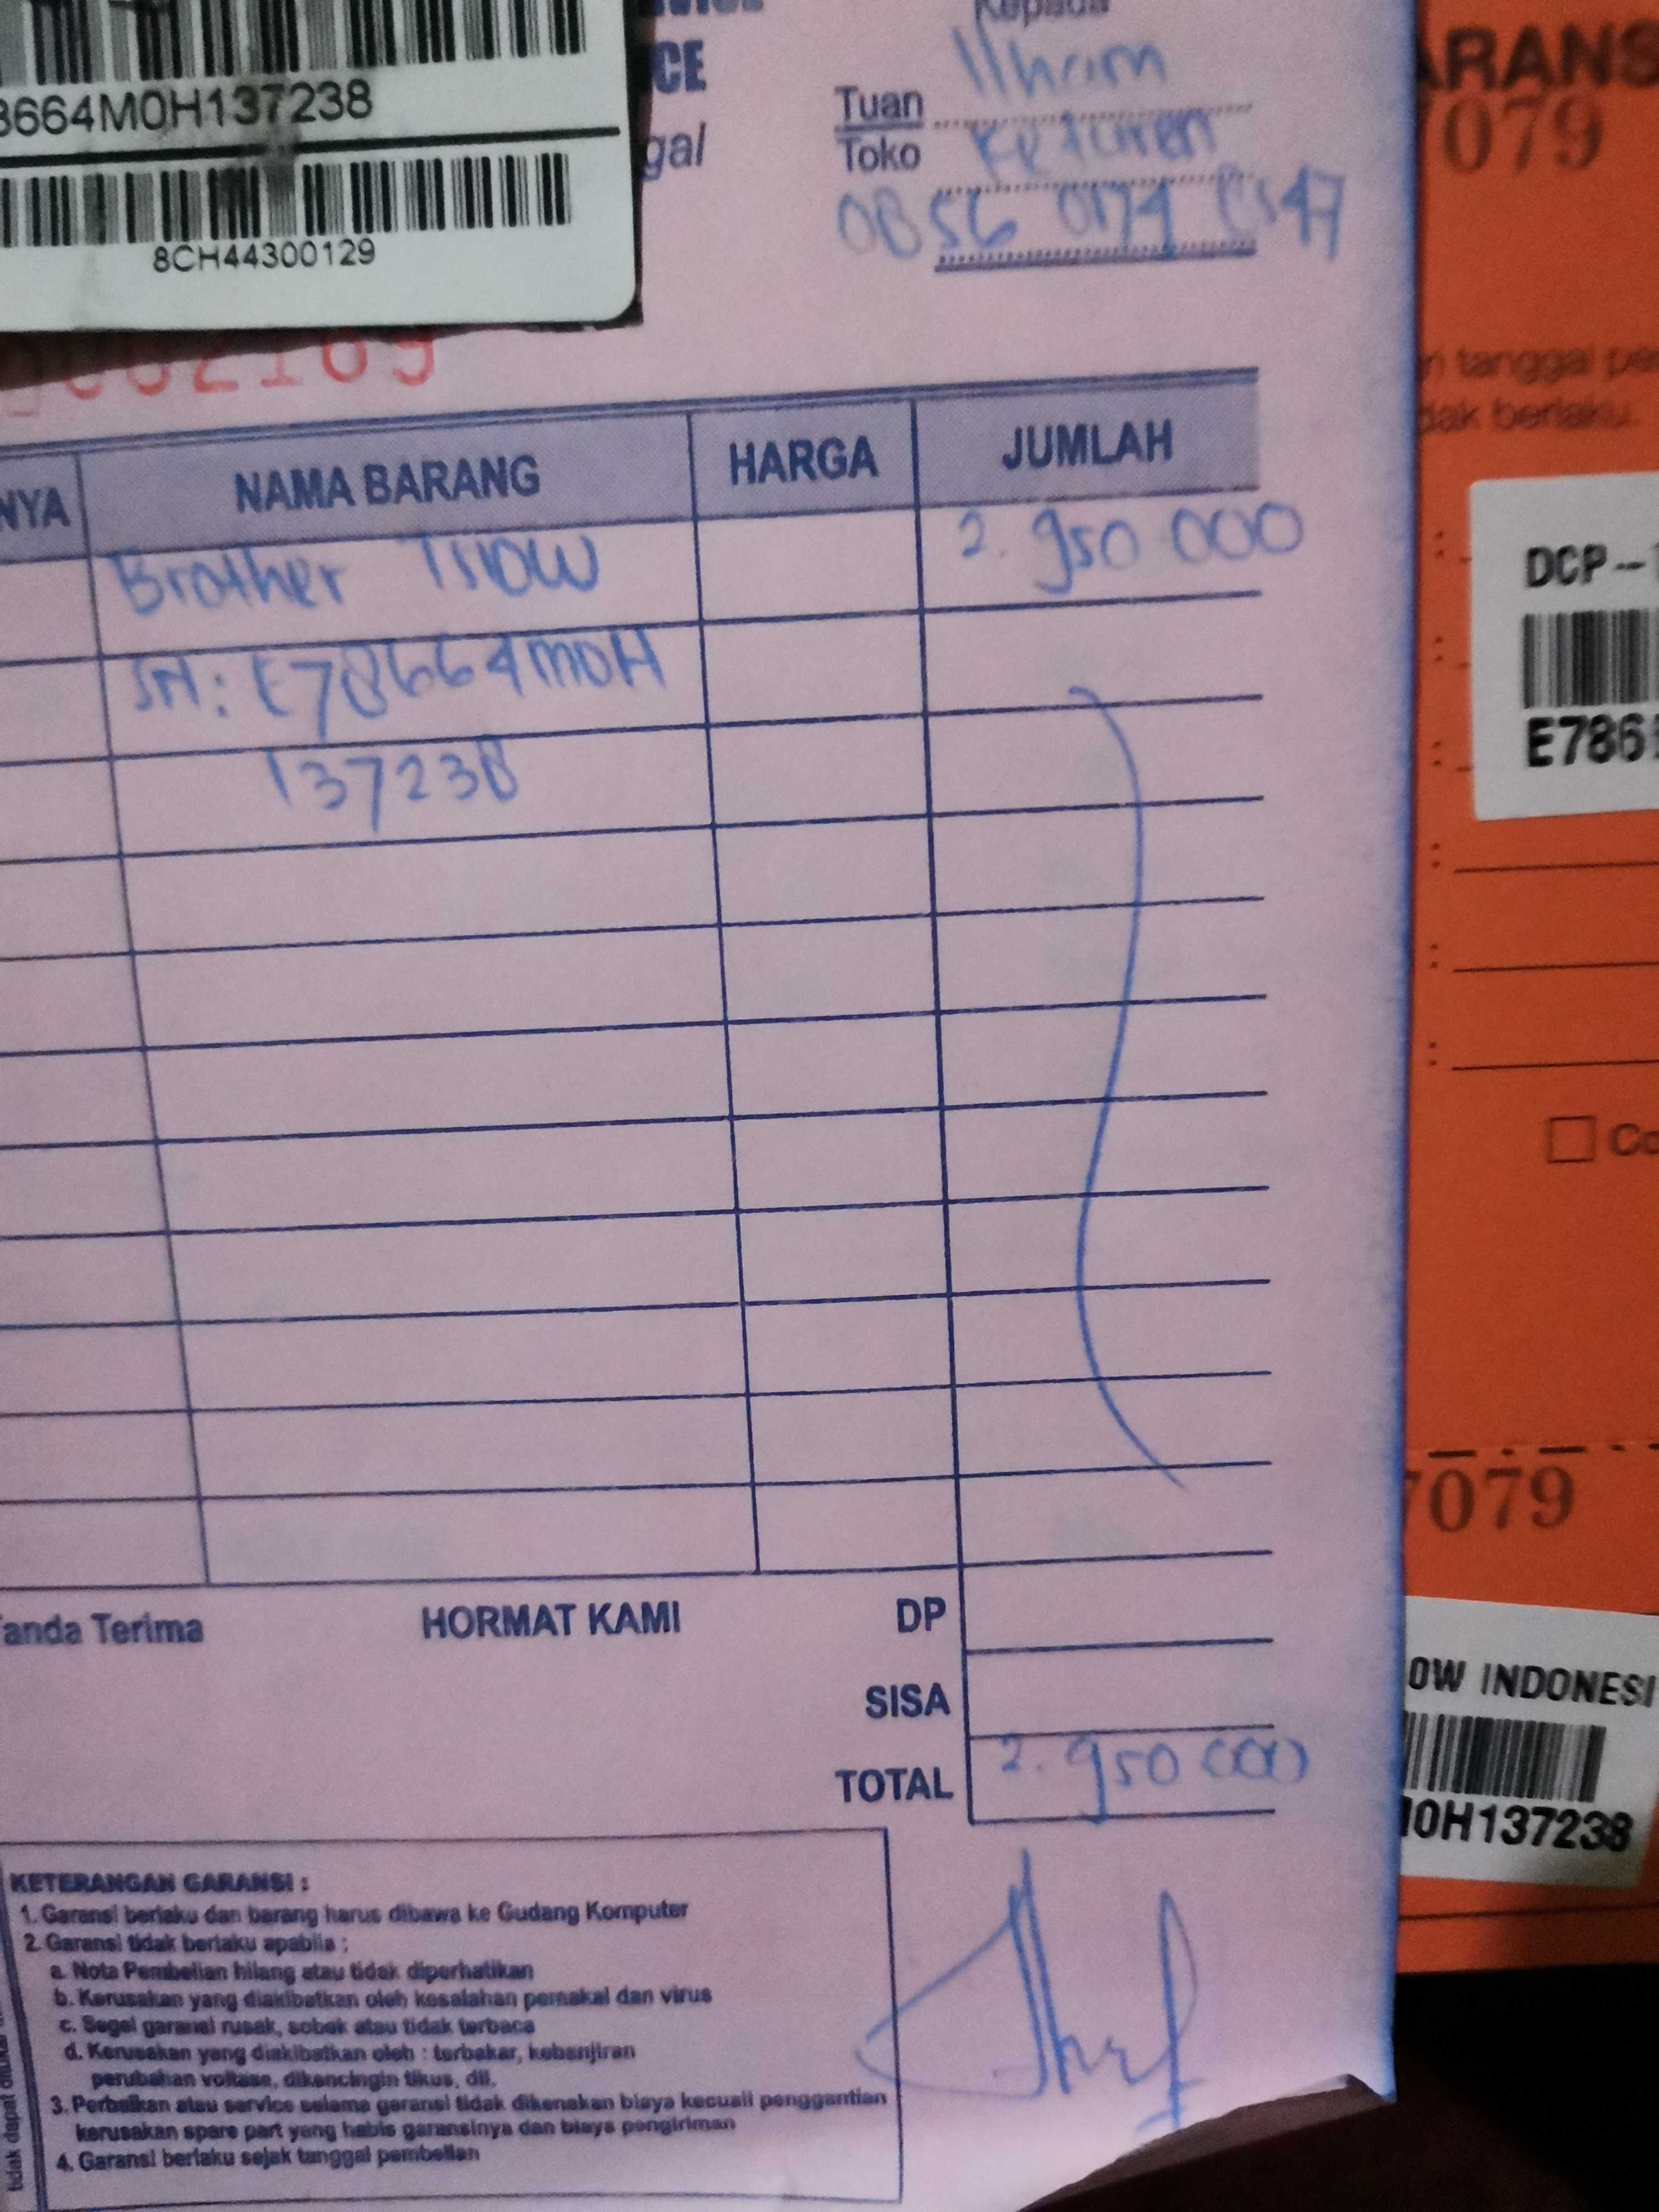 3664M0H137238
8CH44300129
CE
gal
Kepada
Tuan Ilham
Toko Keturen
ARANS
7079
NYA NAMA BARANG HARGA JUMLAH
Brother T510W 2.950 000
SN: E78664M0H
137238
ri tanggal pe
dak berlaku.
DCP-
E786
Co
7079
OW INDONESI
M0H137238
Tanda Terima HORMAT KAMI DP
SISA
TOTAL 2.950 000
KETERANGAN GARANSI :
1. Garansi berlaku dan barang harus dibawa ke Gudang Komputer
2. Garansi tidak berlaku apabila :
a. Nota Pembelian hilang atau tidak diperhatikan
b. Kerusakan yang diakibatkan oleh kesalahan pemakai dan virus
c. Segel garansi rusak, sobek atau tidak terbaca
d. Kerusakan yang diakibatkan oleh : terbakar, kebanjiran
perubahan voltase, dikencingin tikus, dll.
3. Perbaikan atau service selama garansi tidak dikenakan biaya kecuali penggantian
kerusakan spare part yang habis garansinya dan biaya pengiriman
4. Garansi berlaku sejak tanggal pembelian
tidak dapat